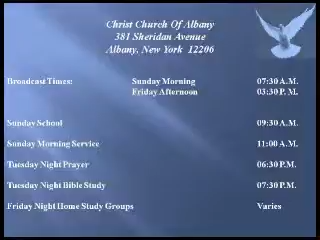 Christ Church Of Albany
381 Sheridan Avenue
Albany, New York 12206
Broadcast Times: Sunday Morning 07:30 A.M.
Friday Afternoon 03:30 P.M.
Sunday School 09:30 A.M.
Sunday Morning Service 11:00 A.M.
Tuesday Night Prayer 06:30 P.M.
Tuesday Night Bible Study 07:30 P.M.
Friday Night Home Study Groups Varies